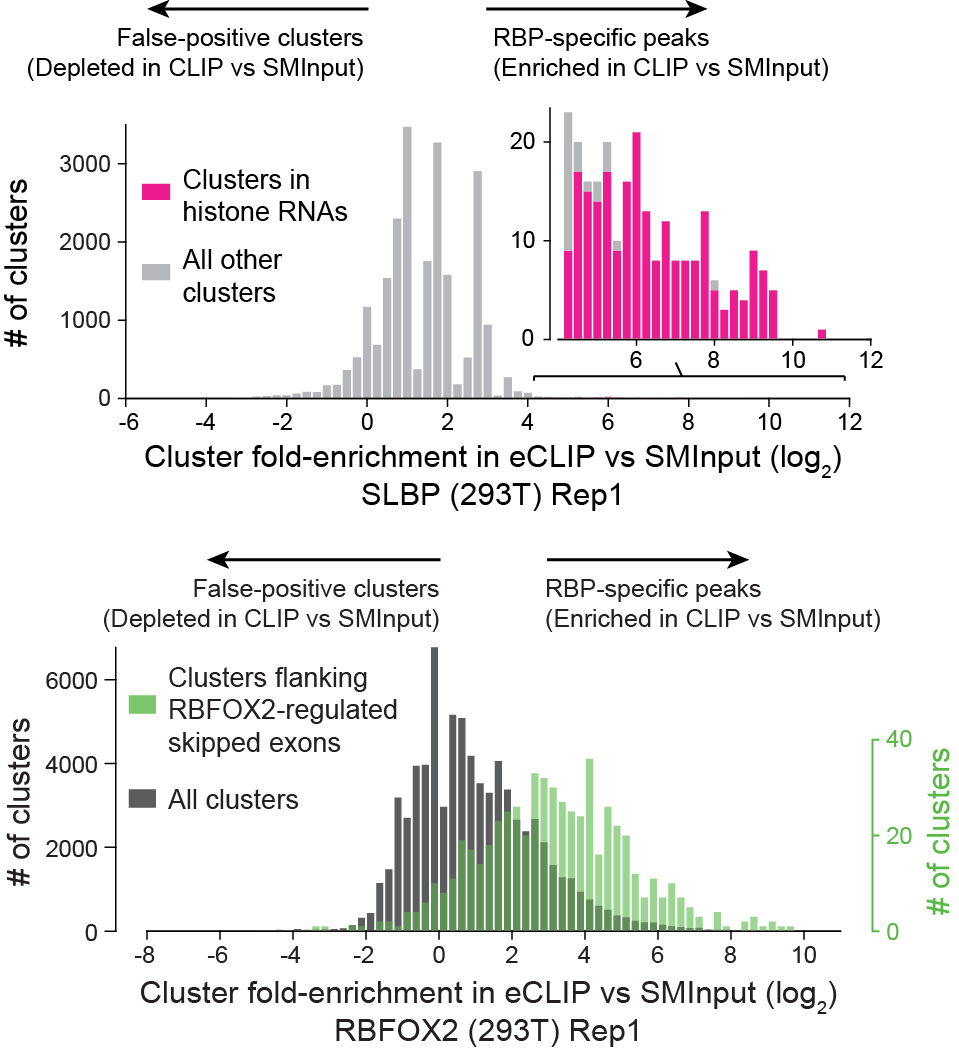 False-positive clusters
(Depleted in CLIP vs SMInput)
RBP-specific peaks
(Enriched in CLIP vs SMInput)
# of clusters
3000
2000
1000
0
Clusters in
histone RNAs
All other
clusters
20
10
0
6 8 10 12
-6 -4 -2 0 2 4 6 8 10 12
Cluster fold-enrichment in eCLIP vs SMInput (log2)
SLBP (293T) Rep1
False-positive clusters
(Depleted in CLIP vs SMInput)
RBP-specific peaks
(Enriched in CLIP vs SMInput)
# of clusters
6000
4000
2000
0
Clusters flanking
RBFOX2-regulated
skipped exons
All clusters
40
20
0
# of clusters
-8 -6 -4 -2 0 2 4 6 8 10
Cluster fold-enrichment in eCLIP vs SMInput (log2)
RBFOX2 (293T) Rep1